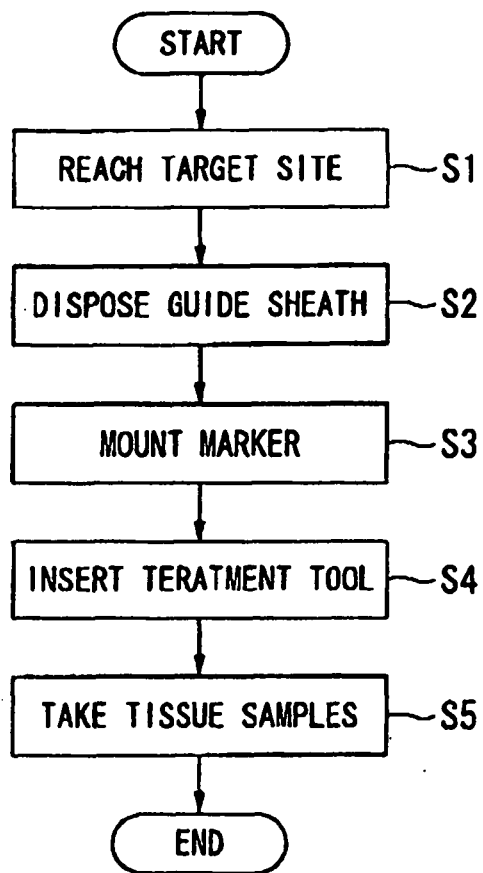 START
REACH TARGET SITE S1
DISPOSE GUIDE SHEATH S2
MOUNT MARKER S3
INSERT TERATMENT TOOL S4
TAKE TISSUE SAMPLES S5
END